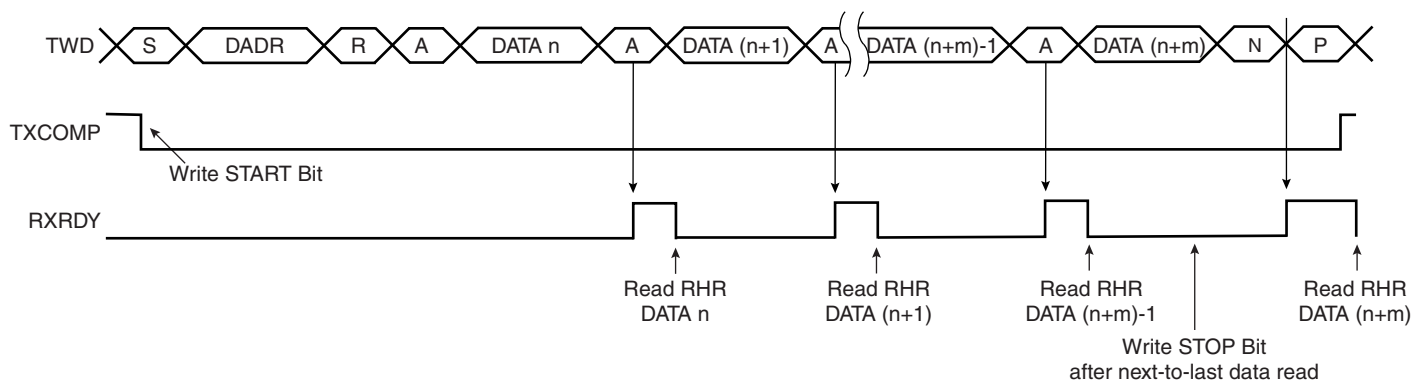 TWD S DADR R A DATA n A DATA (n+1) A DATA (n+m)-1 A DATA (n+m) N P
TXCOMP
Write START Bit
RXRDY
Read RHR Read RHR Read RHR Read RHR
DATA n DATA (n+1) DATA (n+m)-1 DATA (n+m)
Write STOP Bit
after next-to-last data read